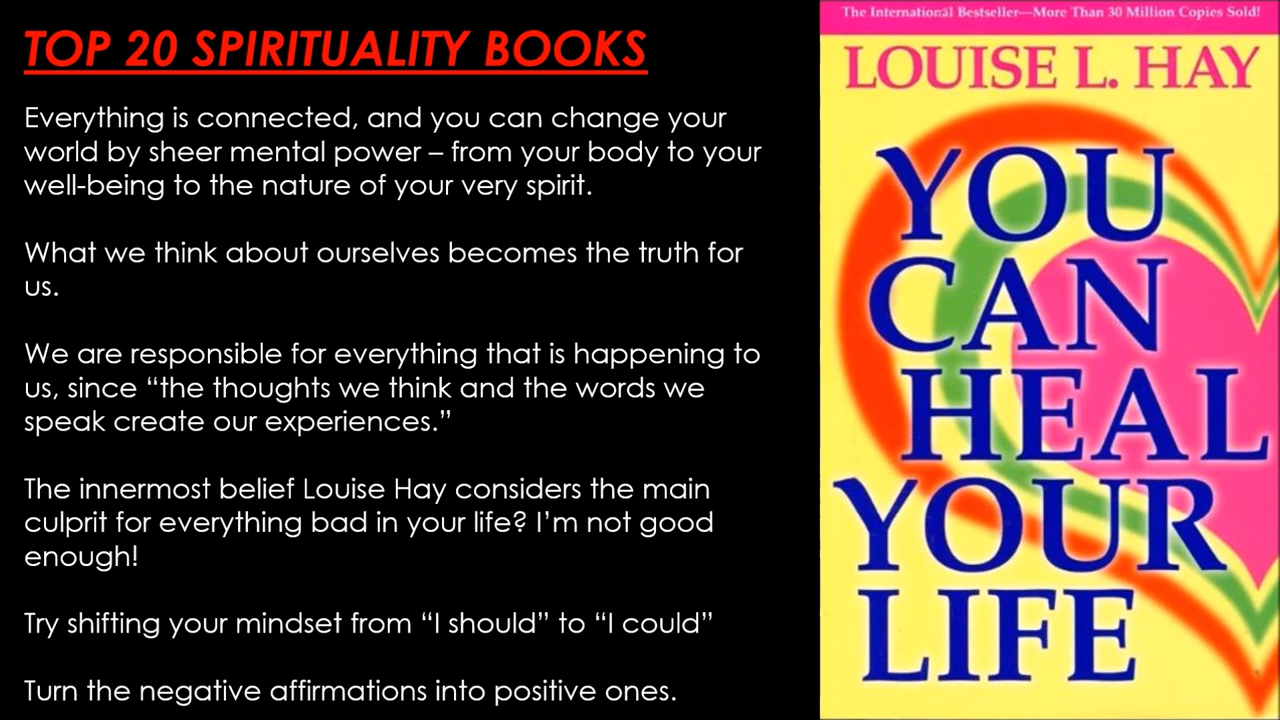 TOP 20 SPIRITUALITY BOOKS
Everything is connected, and you can change your
world by sheer mental power – from your body to your
well-being to the nature of your very spirit.
What we think about ourselves becomes the truth for
us.
We are responsible for everything that is happening to
us, since “the thoughts we think and the words we
speak create our experiences.”
The innermost belief Louise Hay considers the main
culprit for everything bad in your life? I’m not good
enough!
Try shifting your mindset from “I should” to “I could”
Turn the negative affirmations into positive ones.
The International Bestseller—More Than 30 Million Copies Sold!
LOUISE L. HAY
YOU
CAN
HEAL
YOUR
LIFE